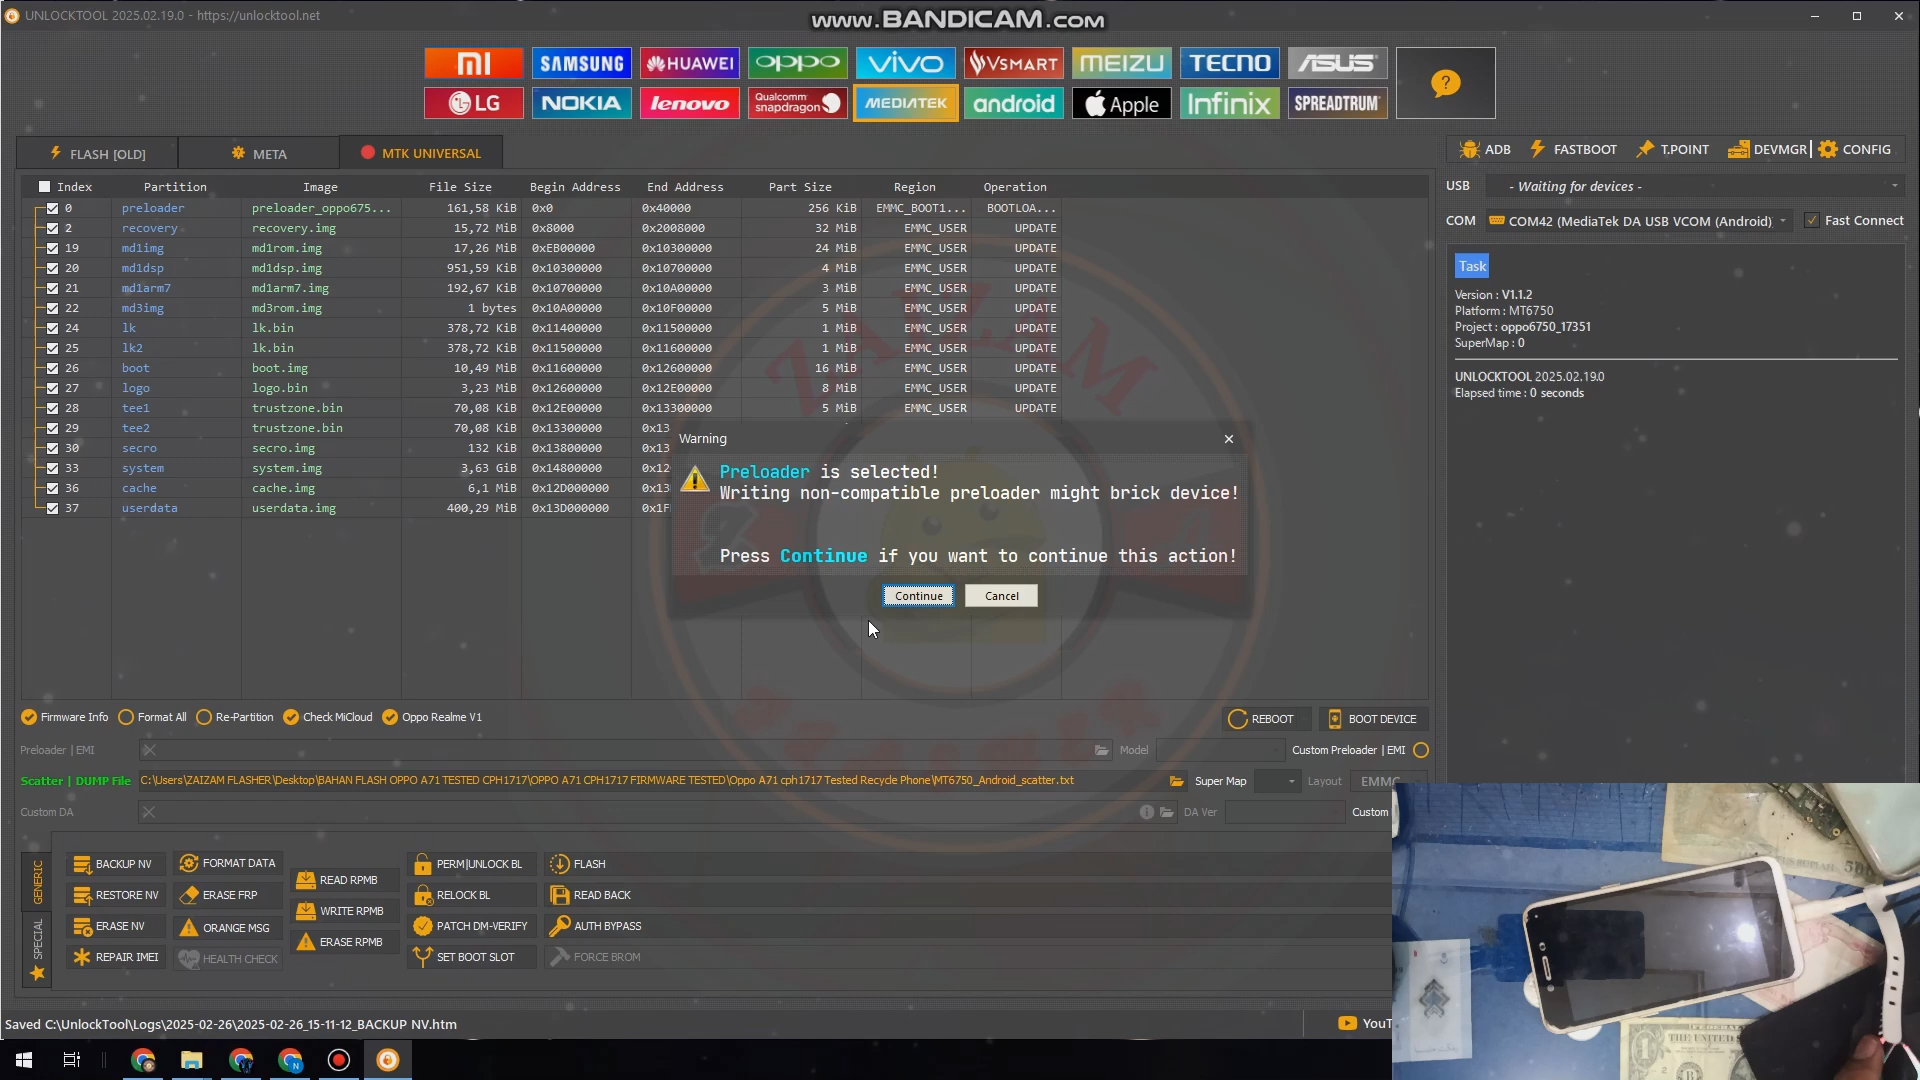 UNLOCKTOOL 2025.02.19.0 - https://unlocktool.net
www.BANDICAM.com
MI SAMSUNG HUAWEI oppo vivo VSMART MEIZU TECNO ASUS ?
LG NOKIA lenovo Qualcomm snapdragon MEDIATEK android Apple Infinix SPREADTRUM
FLASH [OLD] META MTK UNIVERSAL
ADB FASTBOOT T.POINT DEVMGR CONFIG
USB - Waiting for devices -
COM COM42 (MediaTek DA USB VCOM (Android) Fast Connect
Index Partition Image File Size Begin Address End Address Part Size Region Operation
0 preloader preloader_oppo675... 161,58 KiB 0x0 0x40000 256 KiB EMMC_BOOT1... BOOTLOA...
2 recovery recovery.img 15,72 MiB 0x8000 0x2008000 32 MiB EMMC_USER UPDATE
19 md1img md1rom.img 17,26 MiB 0xEB00000 0x10300000 24 MiB EMMC_USER UPDATE
20 md1dsp md1dsp.img 951,59 KiB 0x10300000 0x10700000 4 MiB EMMC_USER UPDATE
21 md1arm7 md1arm7.img 192,67 KiB 0x10700000 0x10A00000 3 MiB EMMC_USER UPDATE
22 md3img md3rom.img 1 bytes 0x10A00000 0x10F00000 5 MiB EMMC_USER UPDATE
24 lk lk.bin 378,72 KiB 0x11400000 0x11500000 1 MiB EMMC_USER UPDATE
25 lk2 lk.bin 378,72 KiB 0x11500000 0x11600000 1 MiB EMMC_USER UPDATE
26 boot boot.img 10,49 MiB 0x11600000 0x12600000 16 MiB EMMC_USER UPDATE
27 logo logo.bin 3,23 MiB 0x12600000 0x12E00000 8 MiB EMMC_USER UPDATE
28 tee1 trustzone.bin 70,08 KiB 0x12E00000 0x13300000 5 MiB EMMC_USER UPDATE
29 tee2 trustzone.bin 70,08 KiB 0x13300000 0x13
30 secro secro.img 132 KiB 0x13800000 0x13
33 system system.img 3,63 GiB 0x14800000 0x12
36 cache cache.img 6,1 MiB 0x12D000000 0x13
37 userdata userdata.img 400,29 MiB 0x13D000000 0x1F
Task
Version : V1.1.2
Platform : MT6750
Project : oppo6750_17351
SuperMap : 0
UNLOCKTOOL 2025.02.19.0
Elapsed time : 0 seconds
ZAIZAM
Warning
Preloader is selected!
Writing non-compatible preloader might brick device!
Press Continue if you want to continue this action!
Continue Cancel
Firmware Info Format All Re-Partition Check MiCloud Oppo Realme V1 REBOOT BOOT DEVICE
Preloader | EMI Model Custom Preloader | EMI
Scatter | DUMP File C:\Users\ZAIZAM FLASHER\Desktop\BAHAN FLASH OPPO A71 TESTED CPH1717\OPPO A71 CPH1717 FIRMWARE TESTED\Oppo A71 cph1717 Tested Recycle Phone\MT6750_Android_scatter.txt Super Map Layout EMMC
Custom DA DA Ver Custom
GENERIC
SPECIAL
BACKUP NV FORMAT DATA READ RPMB PERM|UNLOCK BL FLASH
RESTORE NV ERASE FRP WRITE RPMB RELOCK BL READ BACK
ERASE NV ORANGE MSG ERASE RPMB PATCH DM-VERIFY AUTH BYPASS
REPAIR IMEI HEALTH CHECK SET BOOT SLOT FORCE BROM
Saved C:\UnlockTool\Logs\2025-02-26\2025-02-26_15-11-12_BACKUP NV.htm
YouT